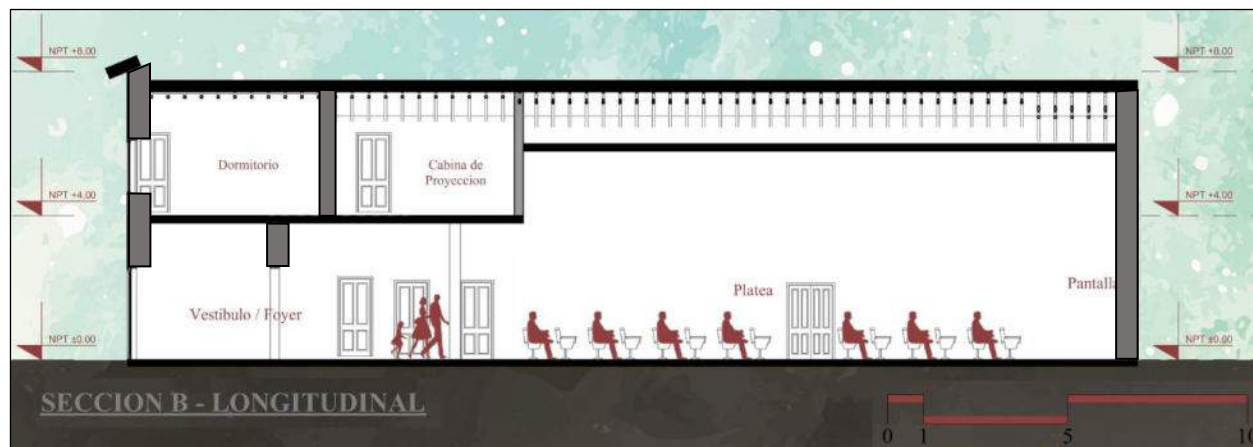 NPT +8.00
NPT +8.00
Dormitorio
Cabina de
Proyeccion
NPT +4.00
NPT +4.00
Platea
Pantalla
Vestibulo / Foyer
NPT ±0.00
NPT ±0.00
SECCION B - LONGITUDINAL
0 1 5 10